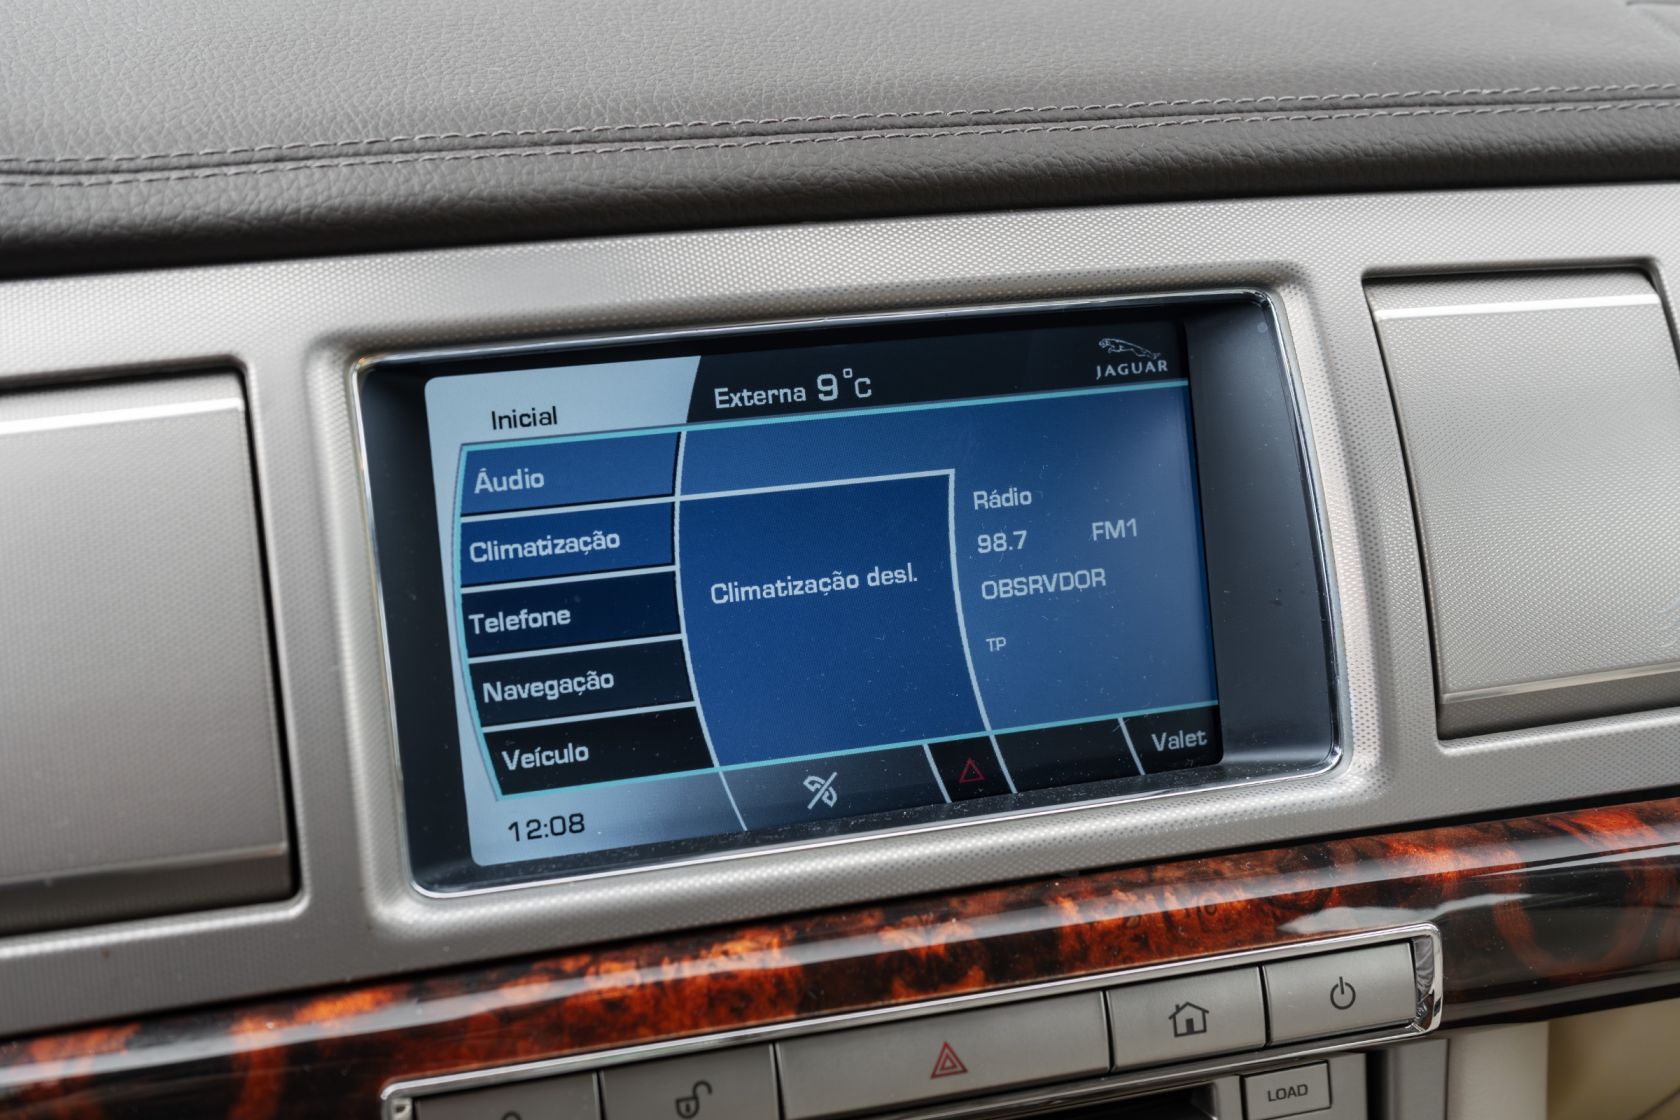 Inicial
Externa 9°C
JAGUAR
Áudio
Climatização
Telefone
Navegação
Veículo
Climatização desl.
Rádio
98.7 FM1
OBSRVDOR
TP
12:08
Valet
LOAD